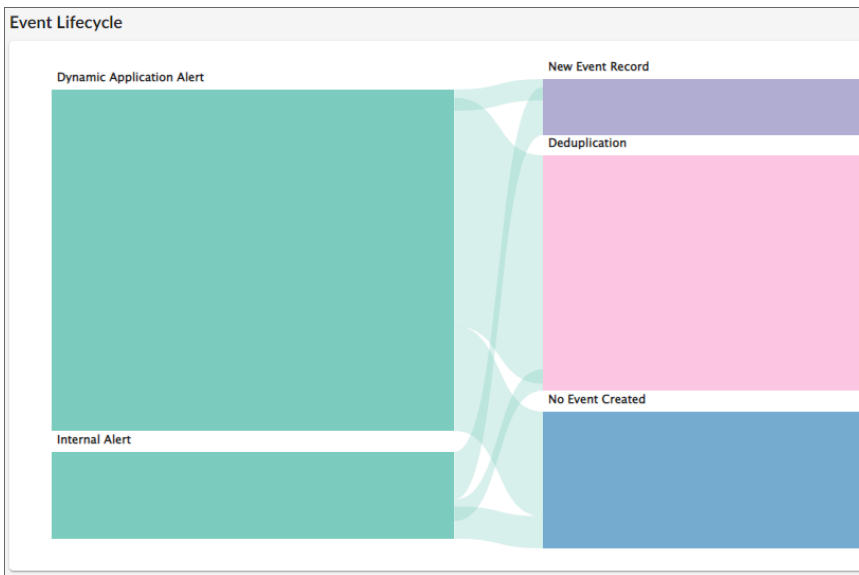 Event Lifecycle
Dynamic Application Alert
New Event Record
Deduplication
No Event Created
Internal Alert